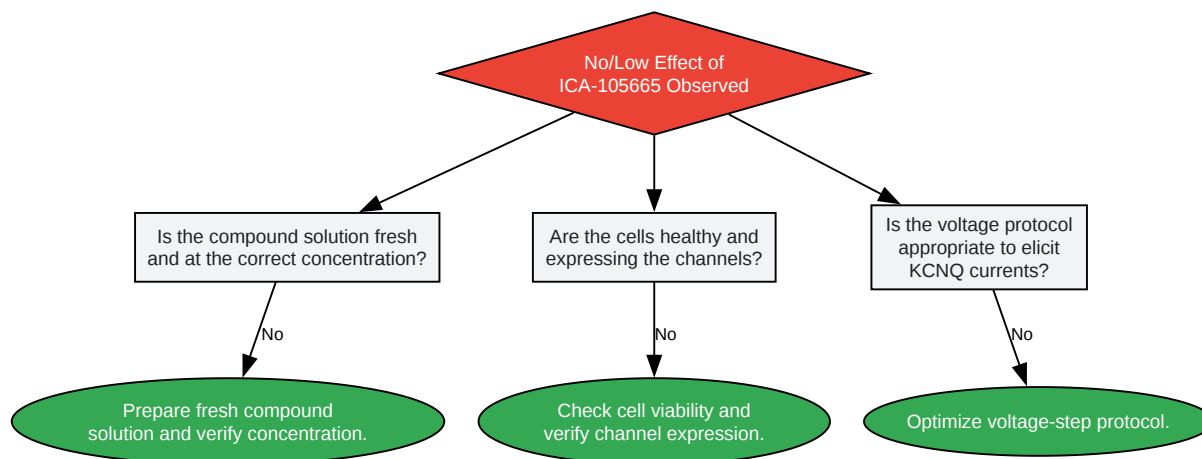 No/Low Effect of
ICA-105665 Observed
Is the compound solution fresh
and at the correct concentration?
Are the cells healthy and
expressing the channels?
Is the voltage protocol
appropriate to elicit
KCNQ currents?
No
No
No
Prepare fresh compound
solution and verify concentration.
Check cell viability and
verify channel expression.
Optimize voltage-step protocol.